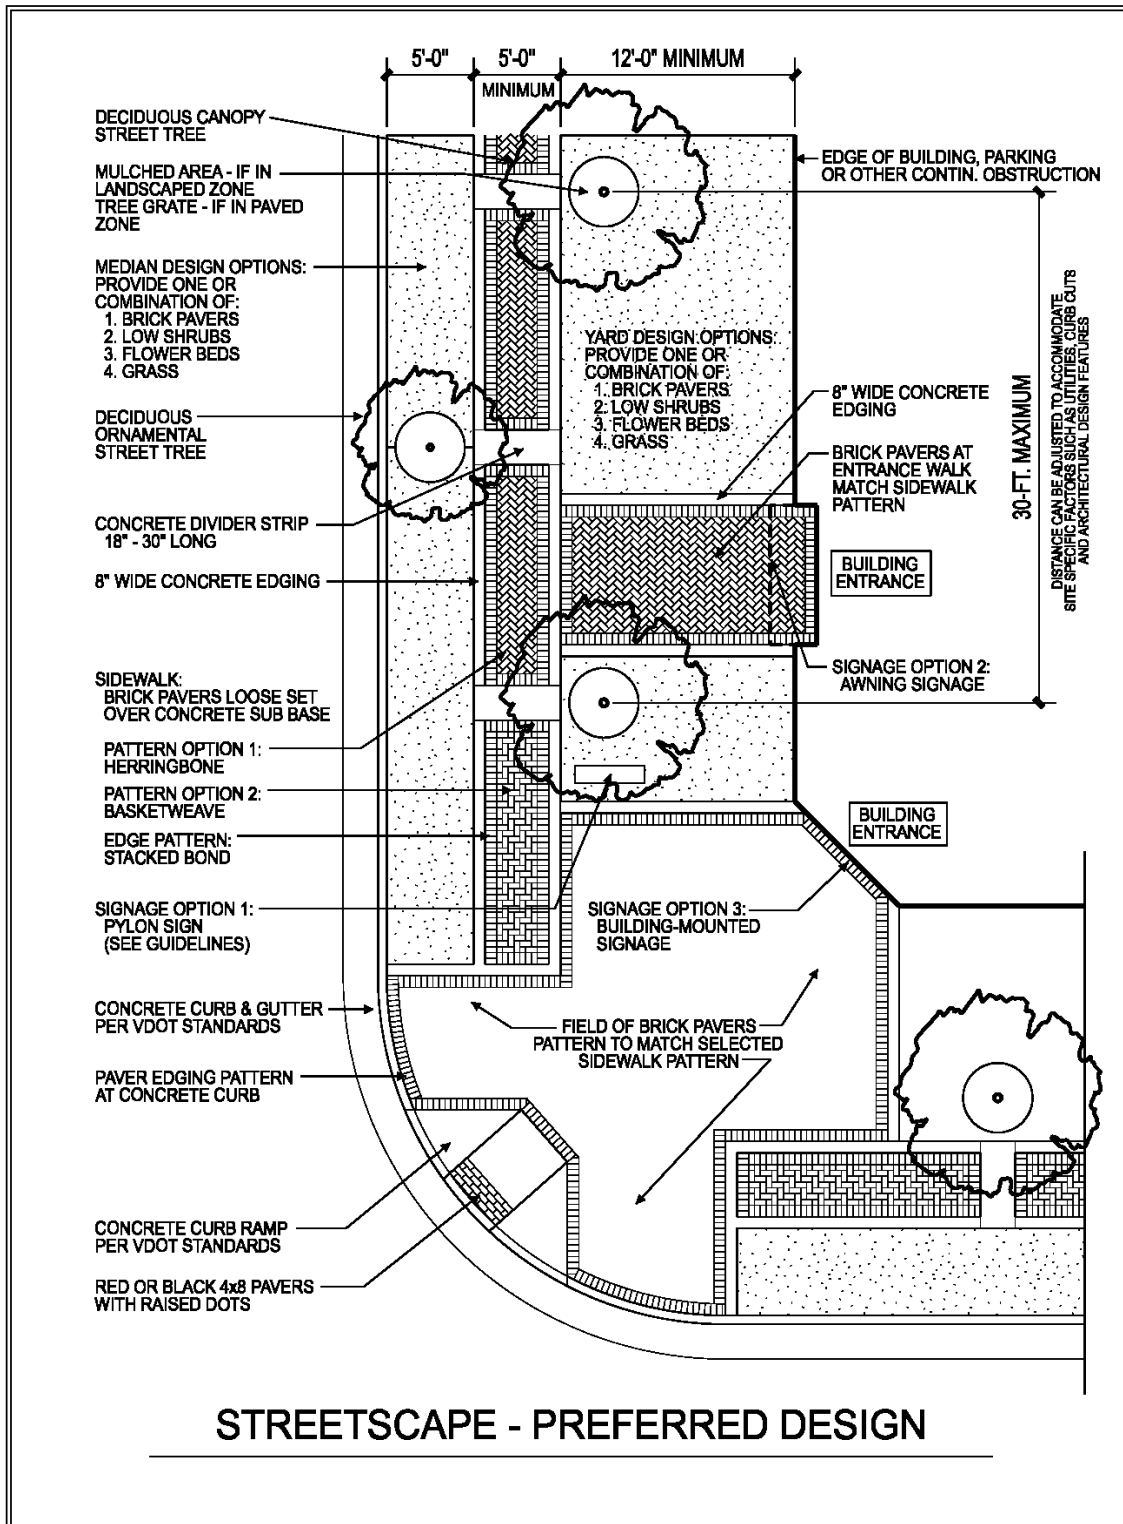 5'-0"
5'-0"
MINIMUM
12'-0" MINIMUM
DECIDUOUS CANOPY
STREET TREE
MULCHED AREA - IF IN
LANDSCAPED ZONE
TREE GRATE - IF IN PAVED
ZONE
MEDIAN DESIGN OPTIONS:
PROVIDE ONE OR
COMBINATION OF:
1. BRICK PAVERS
2. LOW SHRUBS
3. FLOWER BEDS
4. GRASS
DECIDUOUS
ORNAMENTAL
STREET TREE
CONCRETE DIVIDER STRIP
18" - 30" LONG
8" WIDE CONCRETE EDGING
SIDEWALK:
BRICK PAVERS LOOSE SET
OVER CONCRETE SUB BASE
PATTERN OPTION 1:
HERRINGBONE
PATTERN OPTION 2:
BASKETWEAVE
EDGE PATTERN:
STACKED BOND
SIGNAGE OPTION 1:
PYLON SIGN
(SEE GUIDELINES)
CONCRETE CURB & GUTTER
PER VDOT STANDARDS
PAVER EDGING PATTERN
AT CONCRETE CURB
CONCRETE CURB RAMP
PER VDOT STANDARDS
RED OR BLACK 4x8 PAVERS
WITH RAISED DOTS
YARD DESIGN OPTIONS:
PROVIDE ONE OR
COMBINATION OF:
1. BRICK PAVERS
2. LOW SHRUBS
3. FLOWER BEDS
4. GRASS
EDGE OF BUILDING, PARKING
OR OTHER CONTIN. OBSTRUCTION
8" WIDE CONCRETE
EDGING
BRICK PAVERS AT
ENTRANCE WALK
MATCH SIDEWALK
PATTERN
BUILDING
ENTRANCE
SIGNAGE OPTION 2:
AWNING SIGNAGE
30-FT. MAXIMUM
DISTANCE CAN BE ADJUSTED TO ACCOMMODATE
SITE SPECIFIC FACTORS SUCH AS UTILITIES, CURB CUTS
AND ARCHITECTURAL DESIGN FEATURES
BUILDING
ENTRANCE
SIGNAGE OPTION 3:
BUILDING-MOUNTED
SIGNAGE
FIELD OF BRICK PAVERS
PATTERN TO MATCH SELECTED
SIDEWALK PATTERN
STREETSCAPE - PREFERRED DESIGN